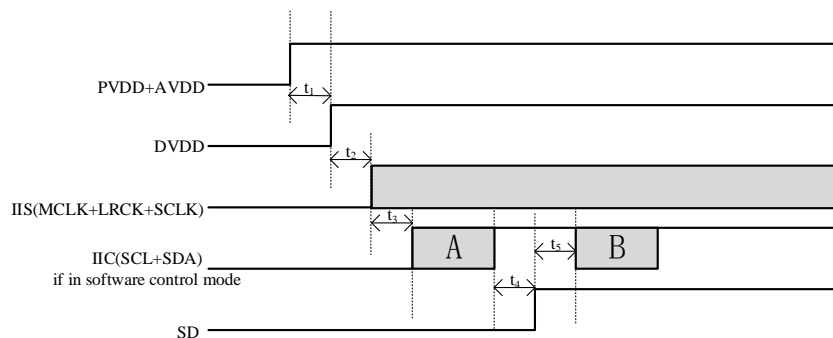 PVDD+AVDD
t1
DVDD
t2
IIS(MCLK+LRCK+SCLK)
t3
IIC(SCL+SDA)
if in software control mode
A
t5
B
t4
SD